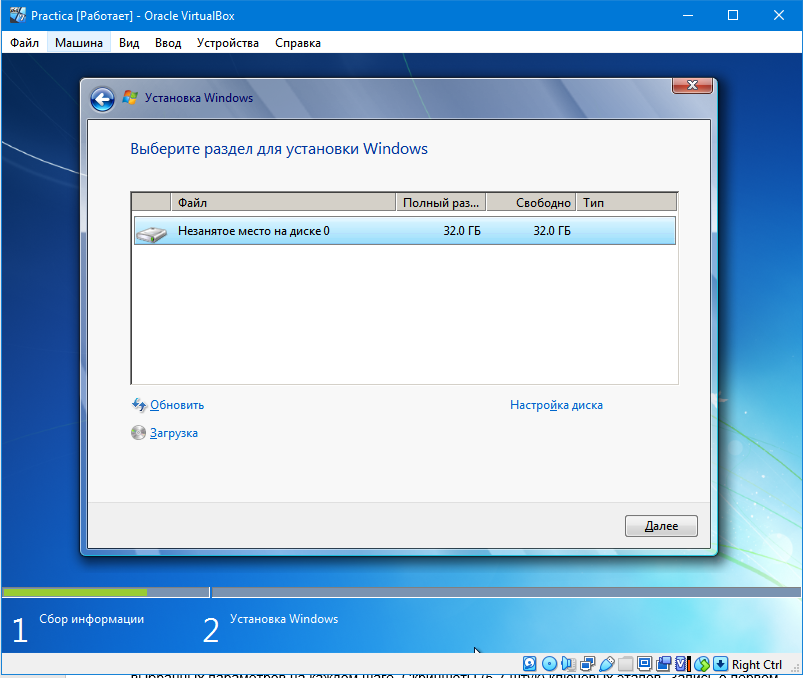 Practica [Работает] - Oracle VirtualBox
Файл Машина Вид Ввод Устройства Справка
Установка Windows
Выберите раздел для установки Windows
Файл Полный раз... Свободно Тип
Незанятое место на диске 0 32.0 ГБ 32.0 ГБ
Обновить Настройка диска
Загрузка
Далее
1 Сбор информации 2 Установка Windows
Right Ctrl